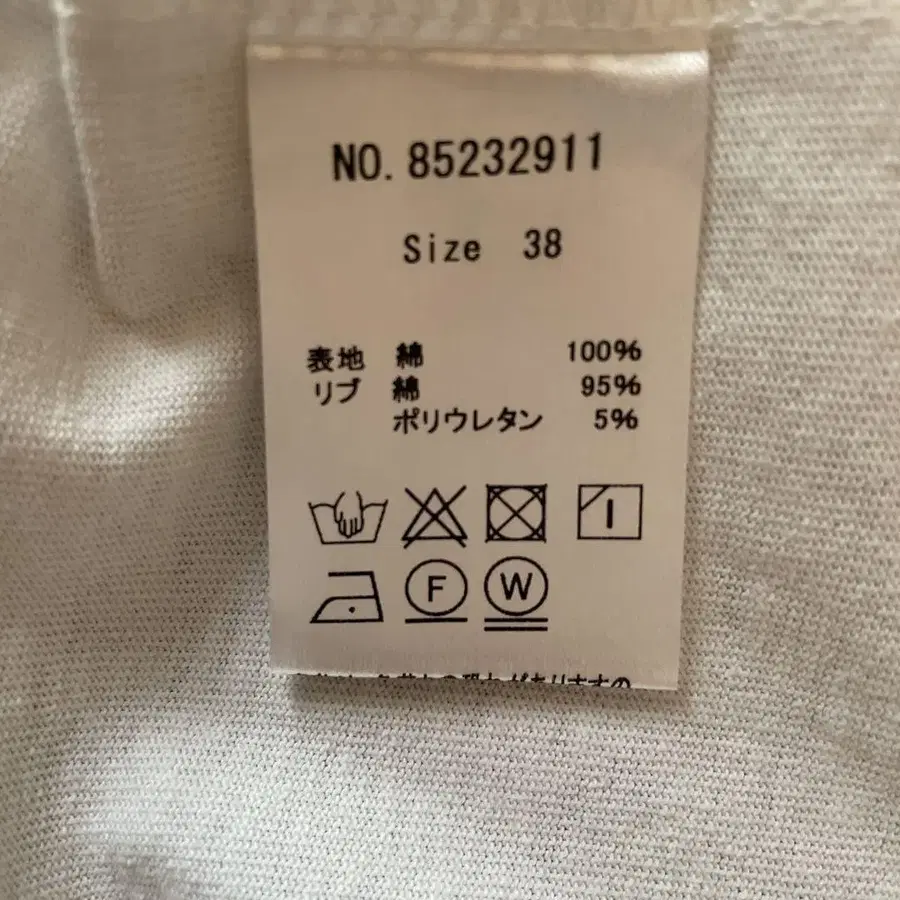 NO. 85232911
Size 38
表地 綿 100%
リブ 綿 95%
ポリウレタン 5%
F W